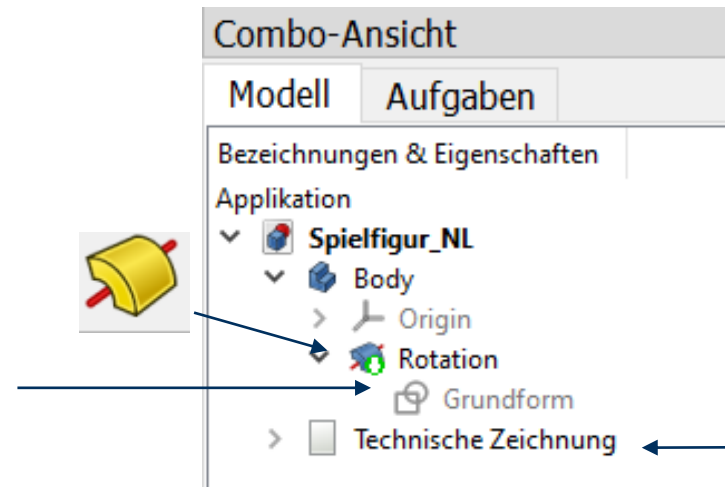 Combo-Ansicht
Modell Aufgaben
Bezeichnungen & Eigenschaften
Applikation
Spielfigur_NL
Body
Origin
Rotation
Grundform
Technische Zeichnung